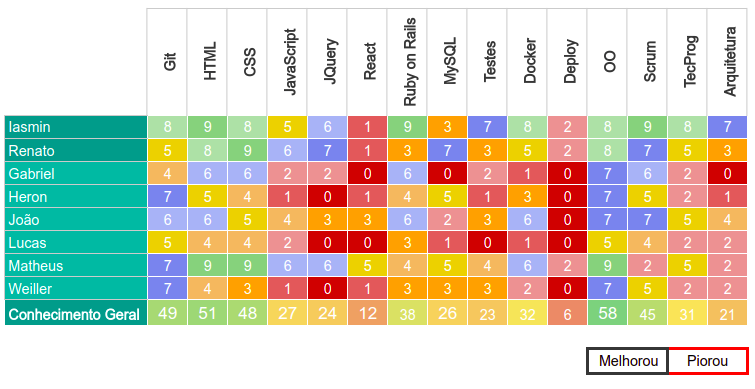 Git HTML CSS JavaScript JQuery React Ruby on Rails MySQL Testes Docker Deploy OO Scrum TecProg Arquitetura
Iasmin 8 9 8 5 6 1 9 3 7 8 2 8 9 8 7
Renato 5 8 9 6 7 1 3 7 3 5 2 8 7 5 3
Gabriel 4 6 6 2 2 0 6 0 2 1 0 7 6 2 0
Heron 7 5 4 1 0 1 4 5 1 3 0 7 5 2 1
João 6 6 5 4 3 3 6 2 3 6 0 7 7 5 4
Lucas 5 4 4 2 0 0 3 1 0 1 0 5 4 2 2
Matheus 7 9 9 6 6 5 4 5 4 6 2 9 2 5 2
Weiller 7 4 3 1 0 1 3 3 3 2 0 7 5 2 2
Conhecimento Geral 49 51 48 27 24 12 38 26 23 32 6 58 45 31 21
Melhorou Piorou